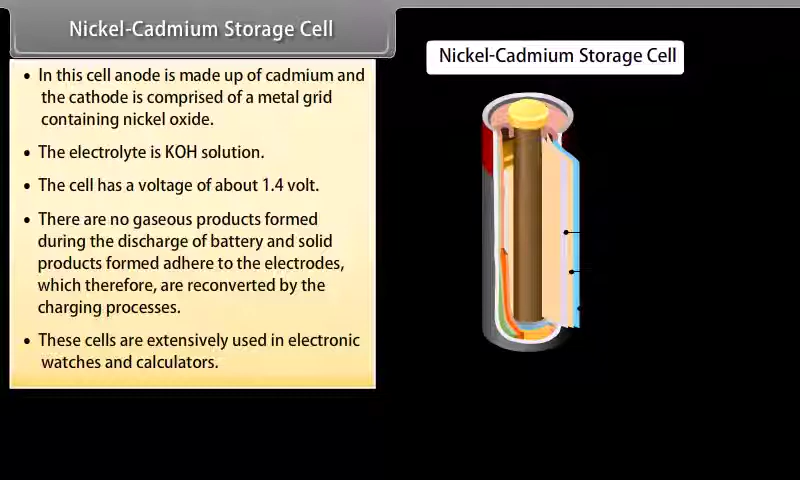 Nickel-Cadmium Storage Cell
Nickel-Cadmium Storage Cell
• In this cell anode is made up of cadmium and
the cathode is comprised of a metal grid
containing nickel oxide.
• The electrolyte is KOH solution.
• The cell has a voltage of about 1.4 volt.
• There are no gaseous products formed
during the discharge of battery and solid
products formed adhere to the electrodes,
which therefore, are reconverted by the
charging processes.
• These cells are extensively used in electronic
watches and calculators.